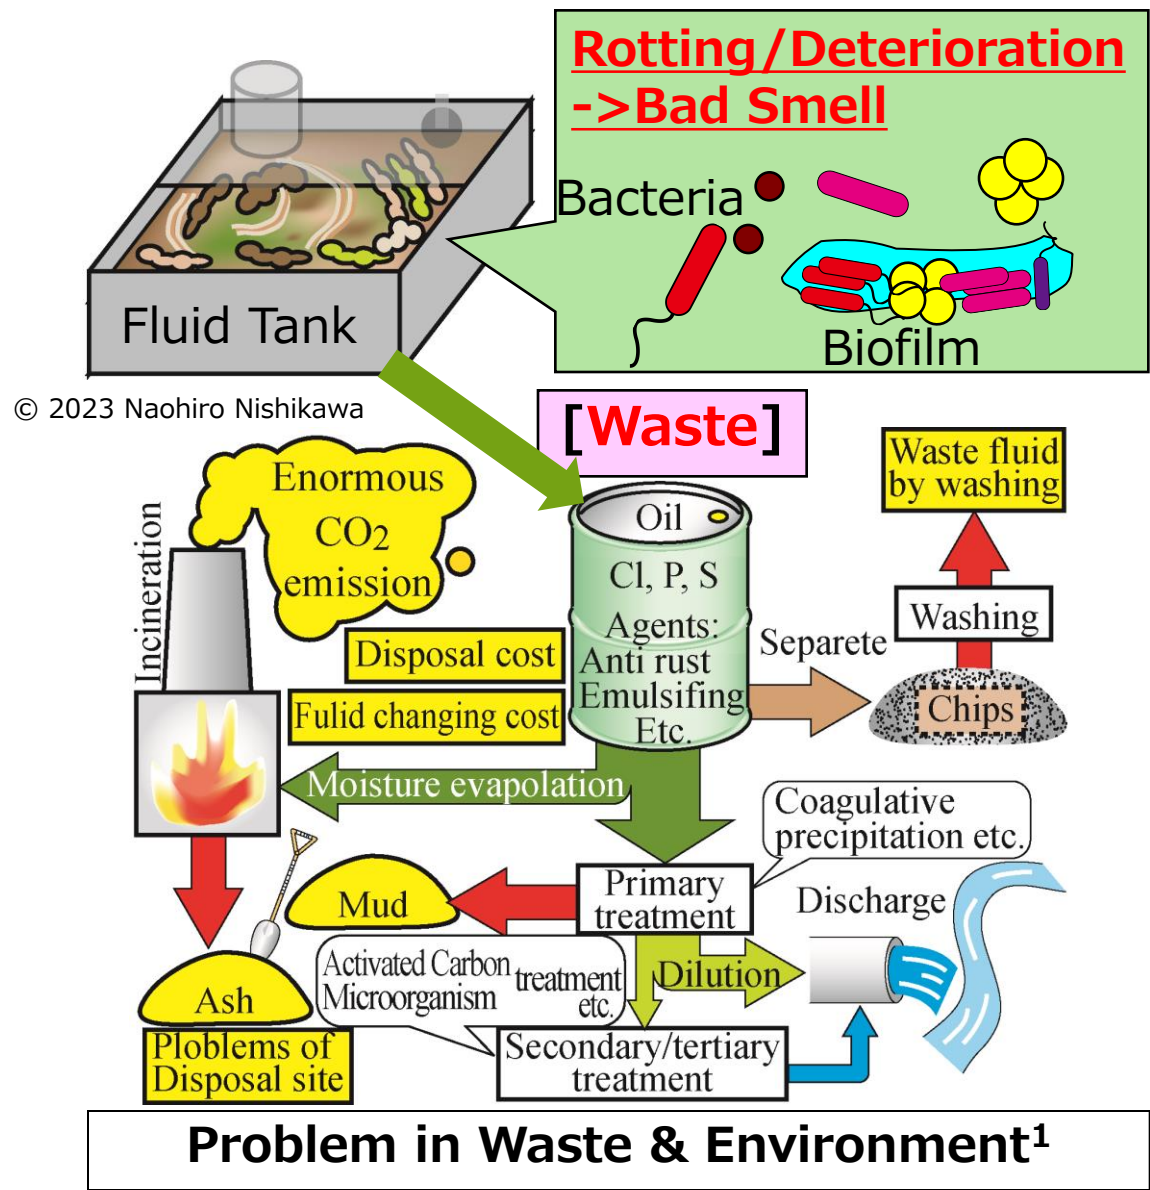 Rotting/Deterioration
->Bad Smell
Bacteria
Biofilm
Fluid Tank
© 2023 Naohiro Nishikawa
[Waste]
Enormous
CO2
emission
Incineration
Disposal cost
Fulid changing cost
Oil
Cl, P, S
Agents:
Anti rust
Emulsifing
Etc.
Separete
Waste fluid
by washing
Washing
Chips
Moisture evapolation
Coagulative
precipitation etc.
Primary
treatment
Mud
Discharge
Dilution
Activated Carbon
Microorganism
treatment
etc.
Ash
Ploblems of
Disposal site
Secondary/tertiary
treatment
Problem in Waste & Environment¹